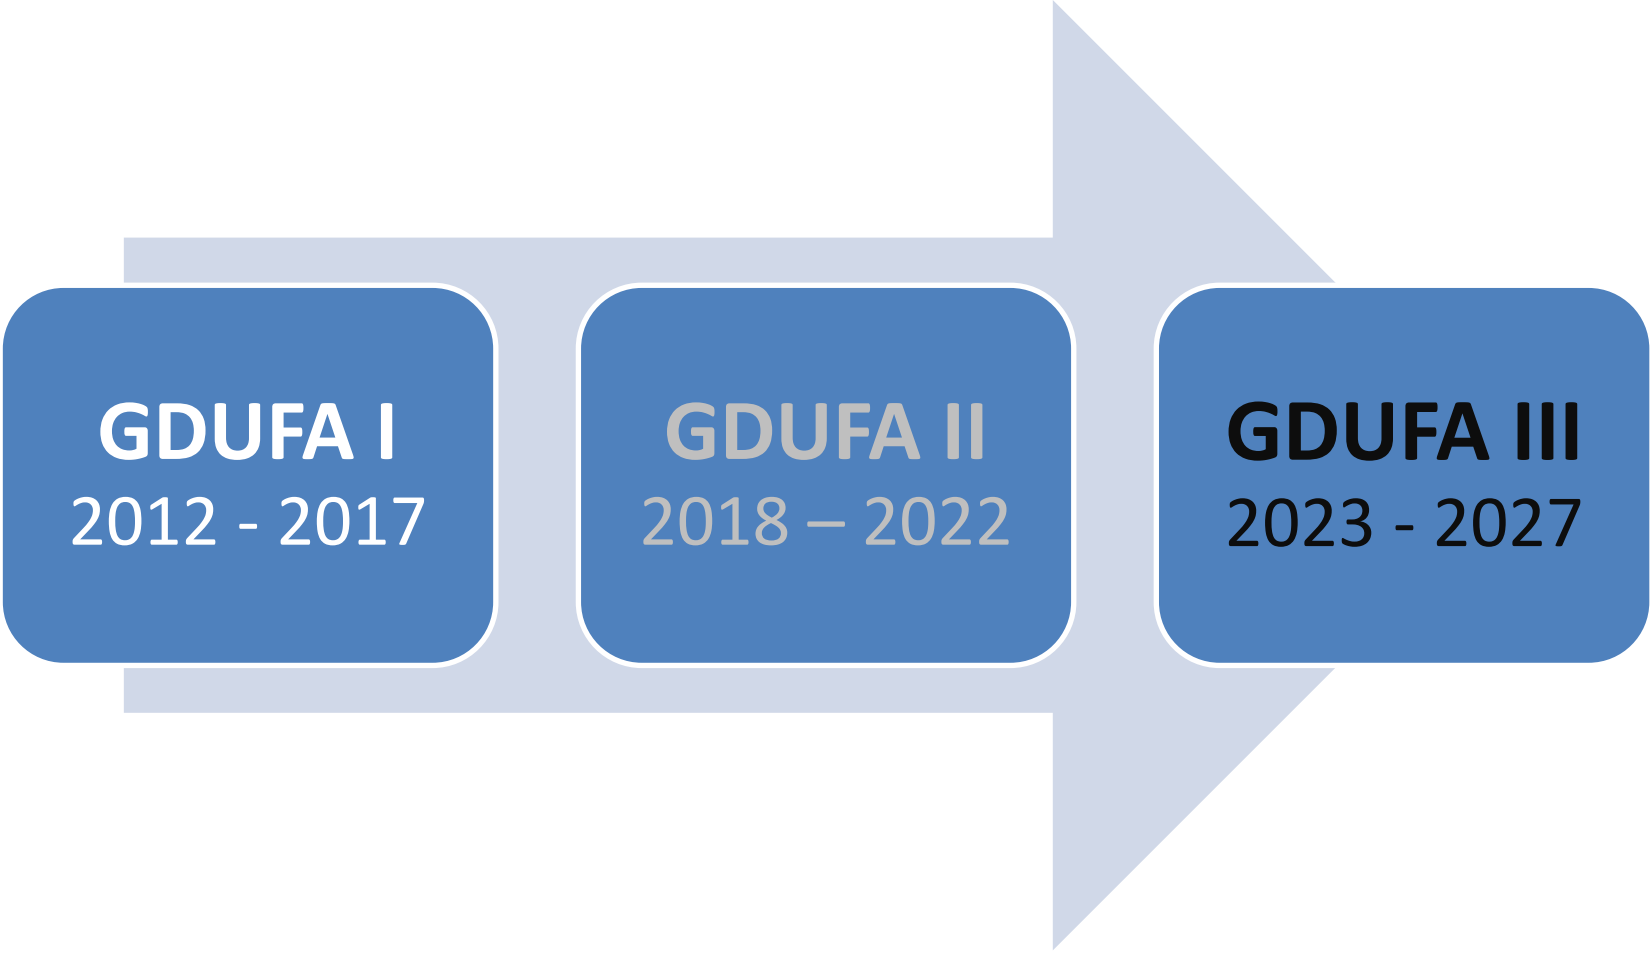 GDUFA I
2012 - 2017
GDUFA II
2018 – 2022
GDUFA III
2023 - 2027